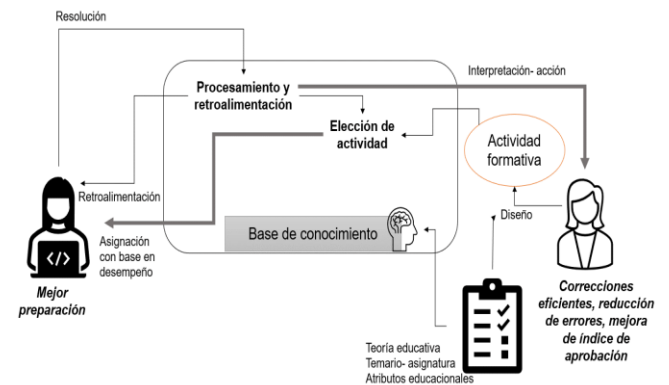 Resolución
Interpretación- acción
Procesamiento y
retroalimentación
Elección de
actividad
Actividad
formativa
Retroalimentación
Diseño
Asignación
con base en
desempeño
Base de conocimiento
</>
Mejor
preparación
Correcciones
eficientes, reducción
de errores, mejora
de índice de
aprobación
Teoría educativa
Temario- asignatura
Atributos educacionales